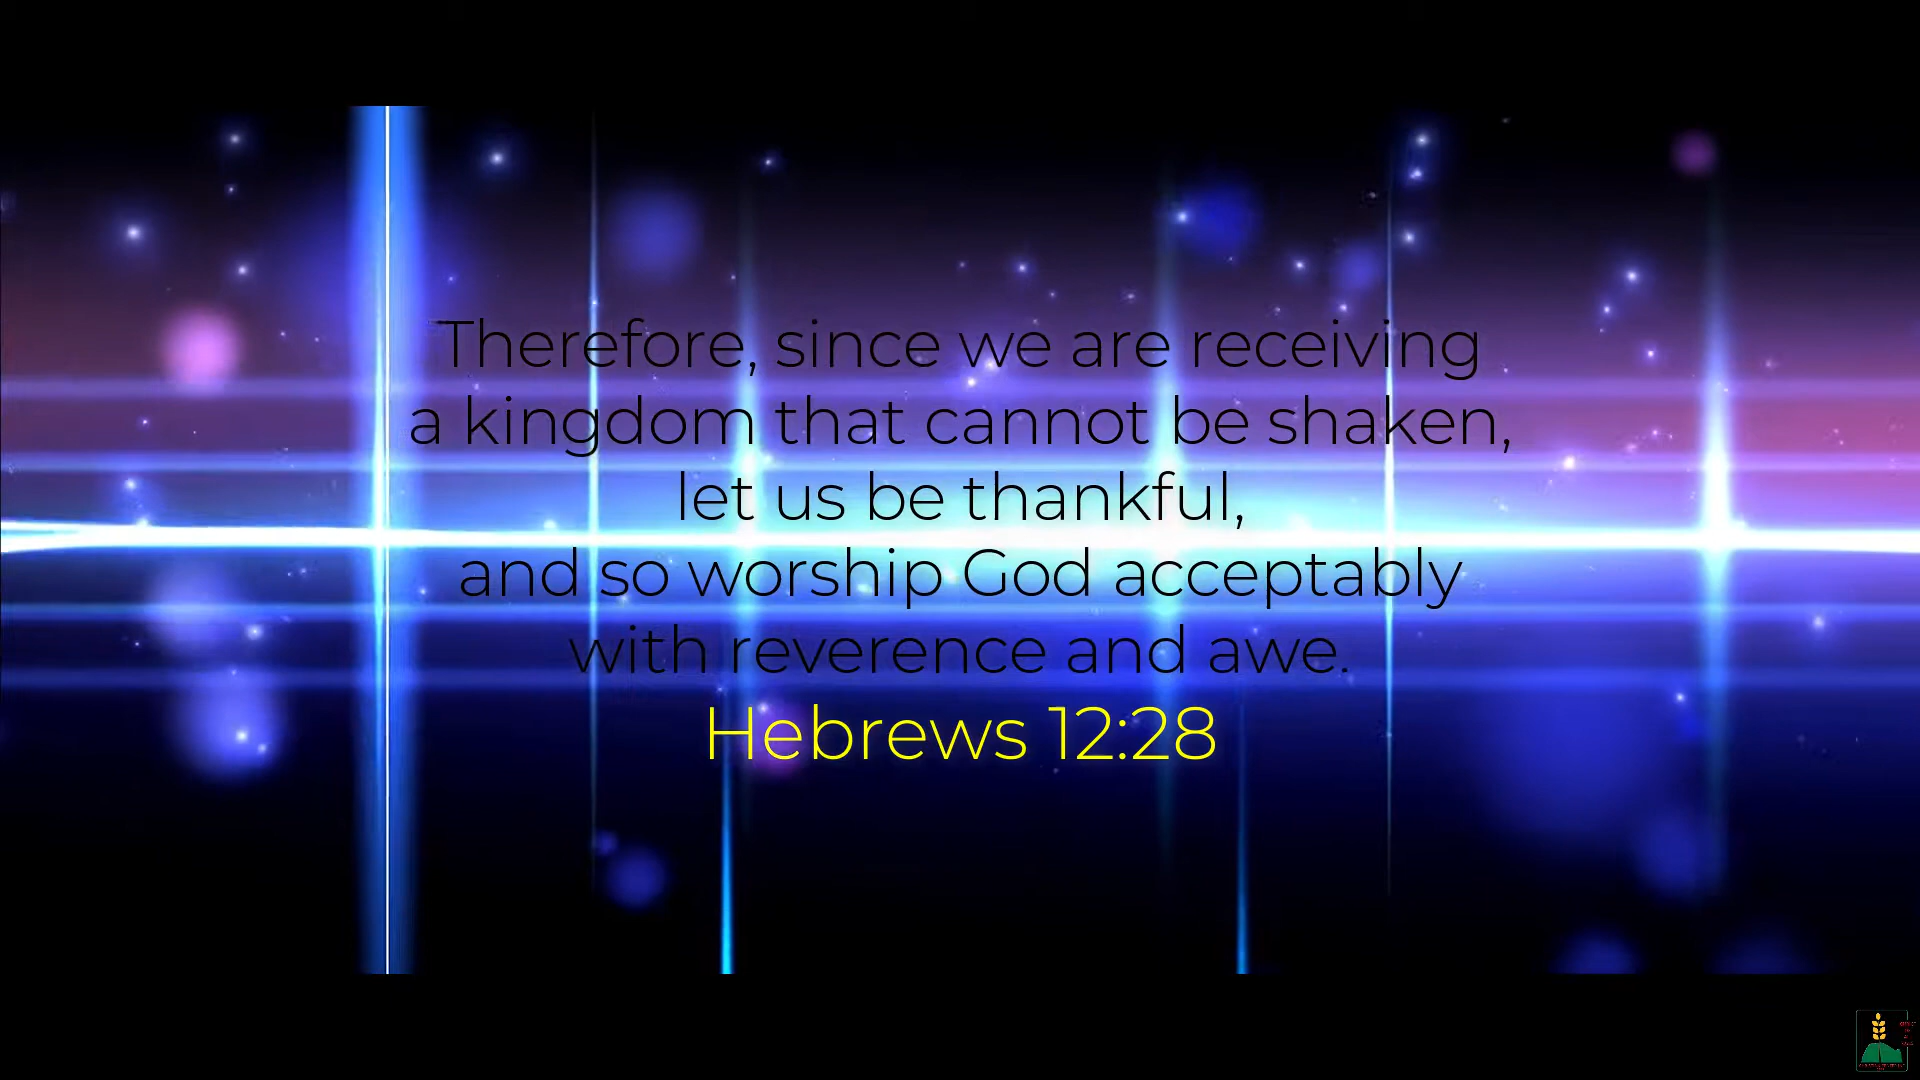 Therefore, since we are receiving
a kingdom that cannot be shaken,
let us be thankful,
and so worship God acceptably
with reverence and awe.
Hebrews 12:28